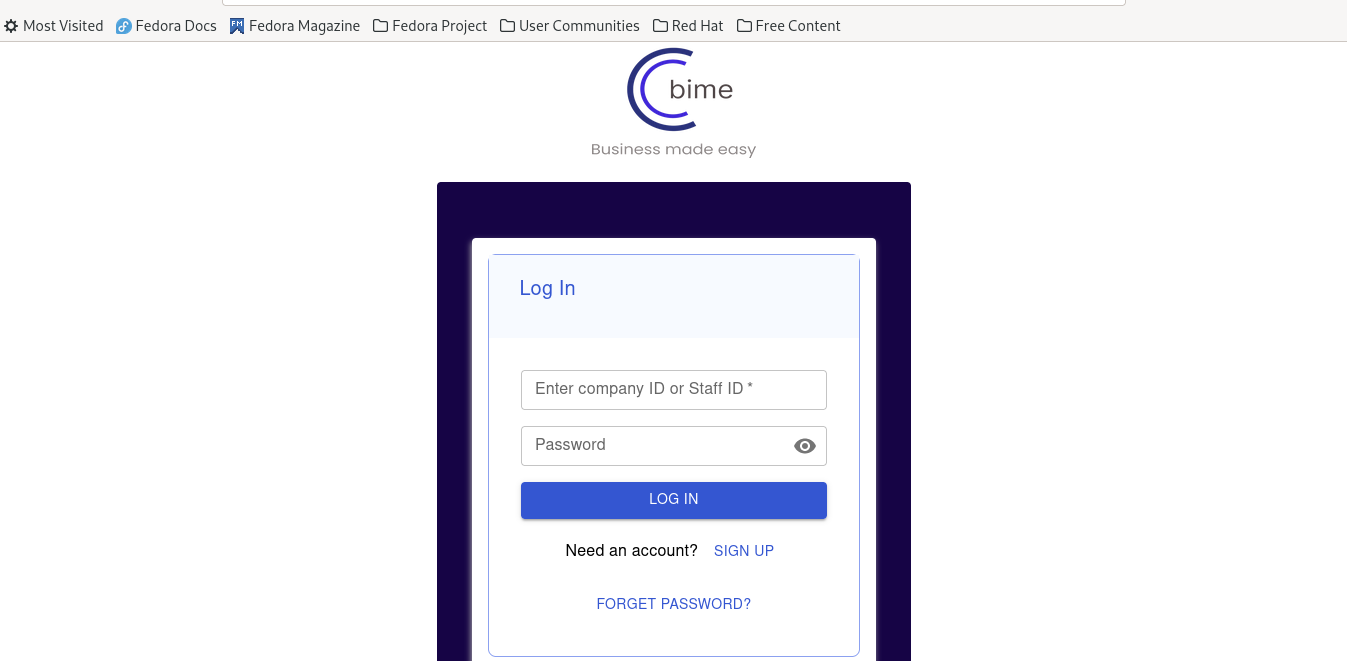 Most Visited Fedora Docs Fedora Magazine Fedora Project User Communities Red Hat Free Content
bime
Business made easy
Log In
Enter company ID or Staff ID *
Password
LOG IN
Need an account? SIGN UP
FORGET PASSWORD?